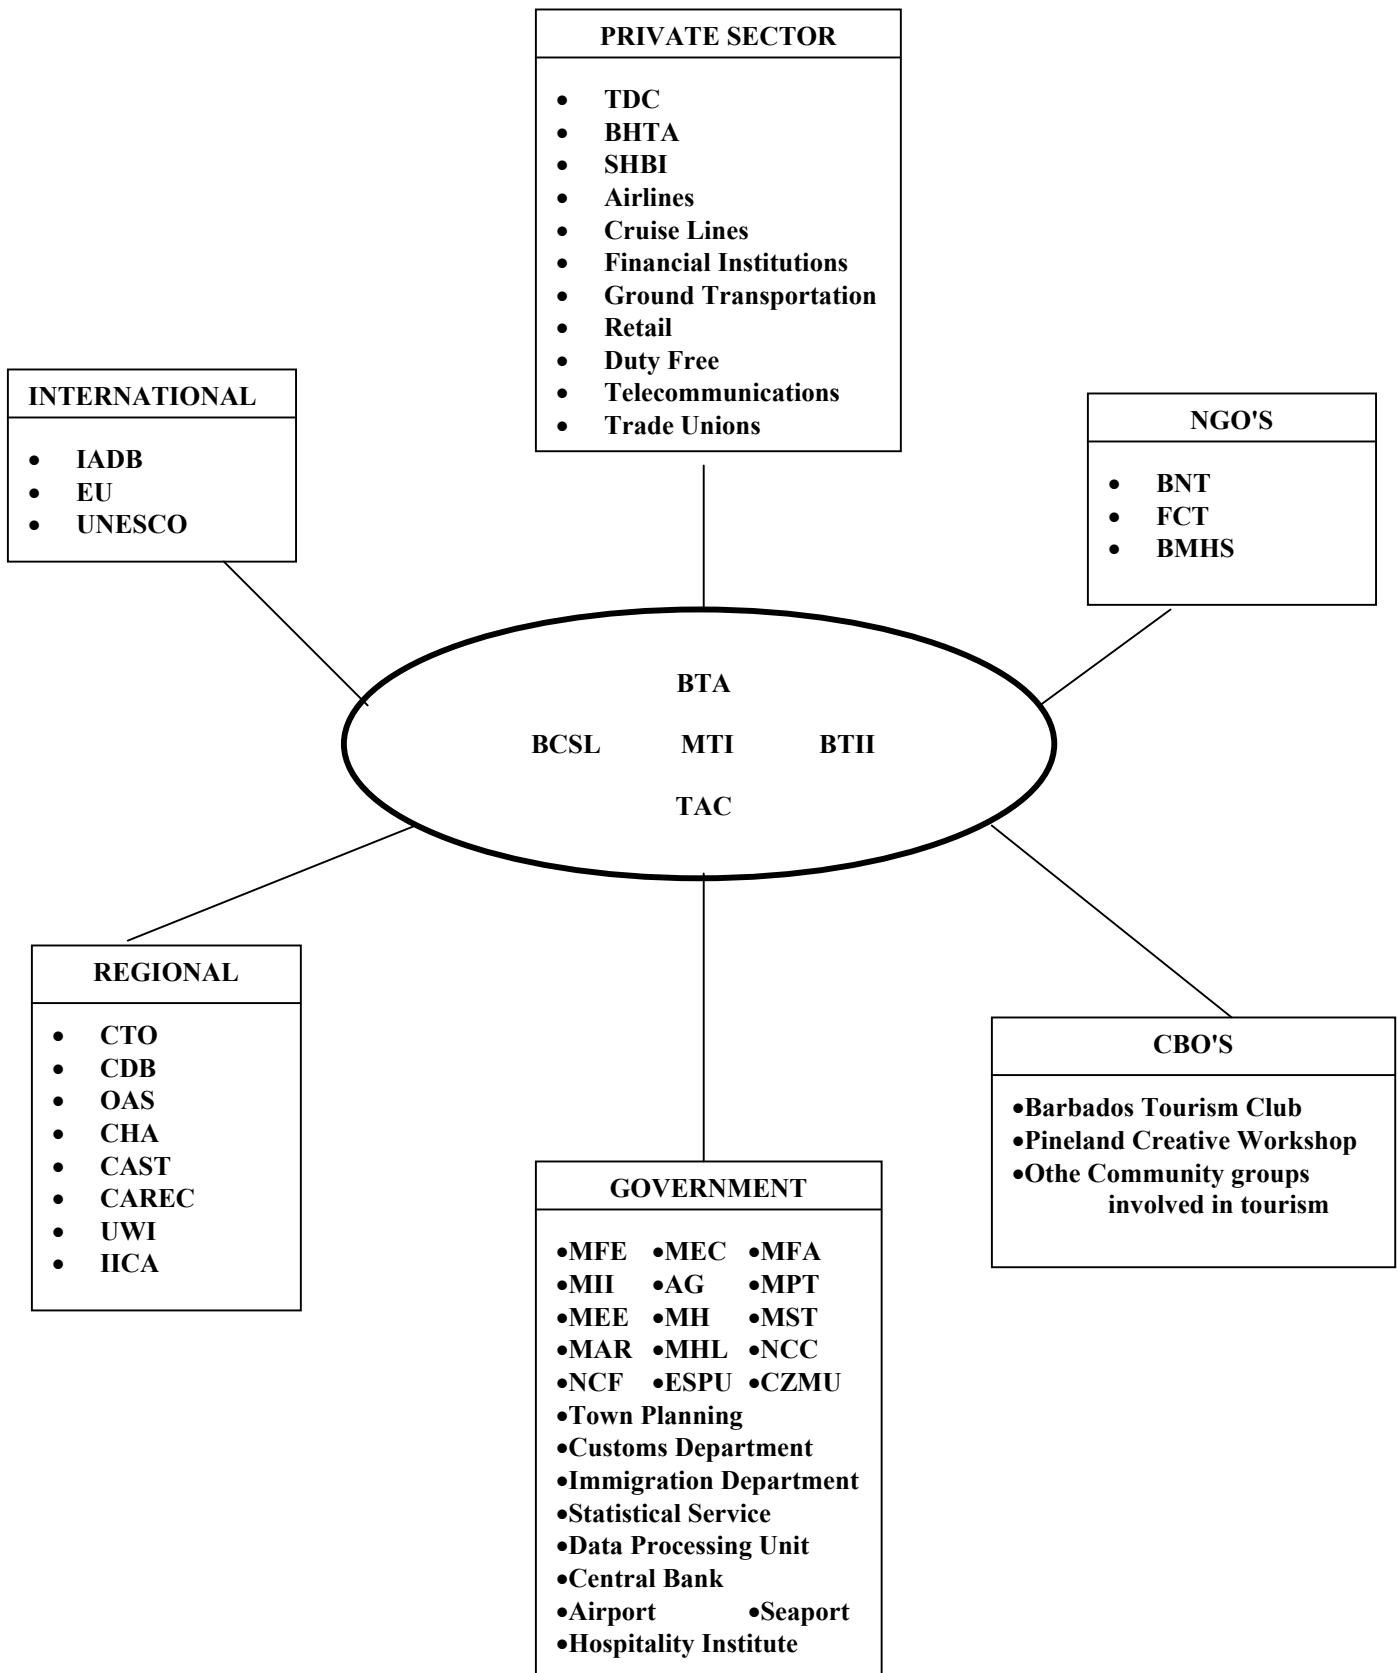 PRIVATE SECTOR
• TDC
• BHTA
• SHBI
• Airlines
• Cruise Lines
• Financial Institutions
• Ground Transportation
• Retail
• Duty Free
• Telecommunications
• Trade Unions
INTERNATIONAL
• IADB
• EU
• UNESCO
NGO'S
• BNT
• FCT
• BMHS
BTA
BCSL MTI BTII
TAC
REGIONAL
• CTO
• CDB
• OAS
• CHA
• CAST
• CAREC
• UWI
• IICA
CBO'S
•Barbados Tourism Club
•Pineland Creative Workshop
•Othe Community groups
involved in tourism
GOVERNMENT
•MFE •MEC •MFA
•MII •AG •MPT
•MEE •MH •MST
•MAR •MHL •NCC
•NCF •ESPU •CZMU
•Town Planning
•Customs Department
•Immigration Department
•Statistical Service
•Data Processing Unit
•Central Bank
•Airport •Seaport
•Hospitality Institute